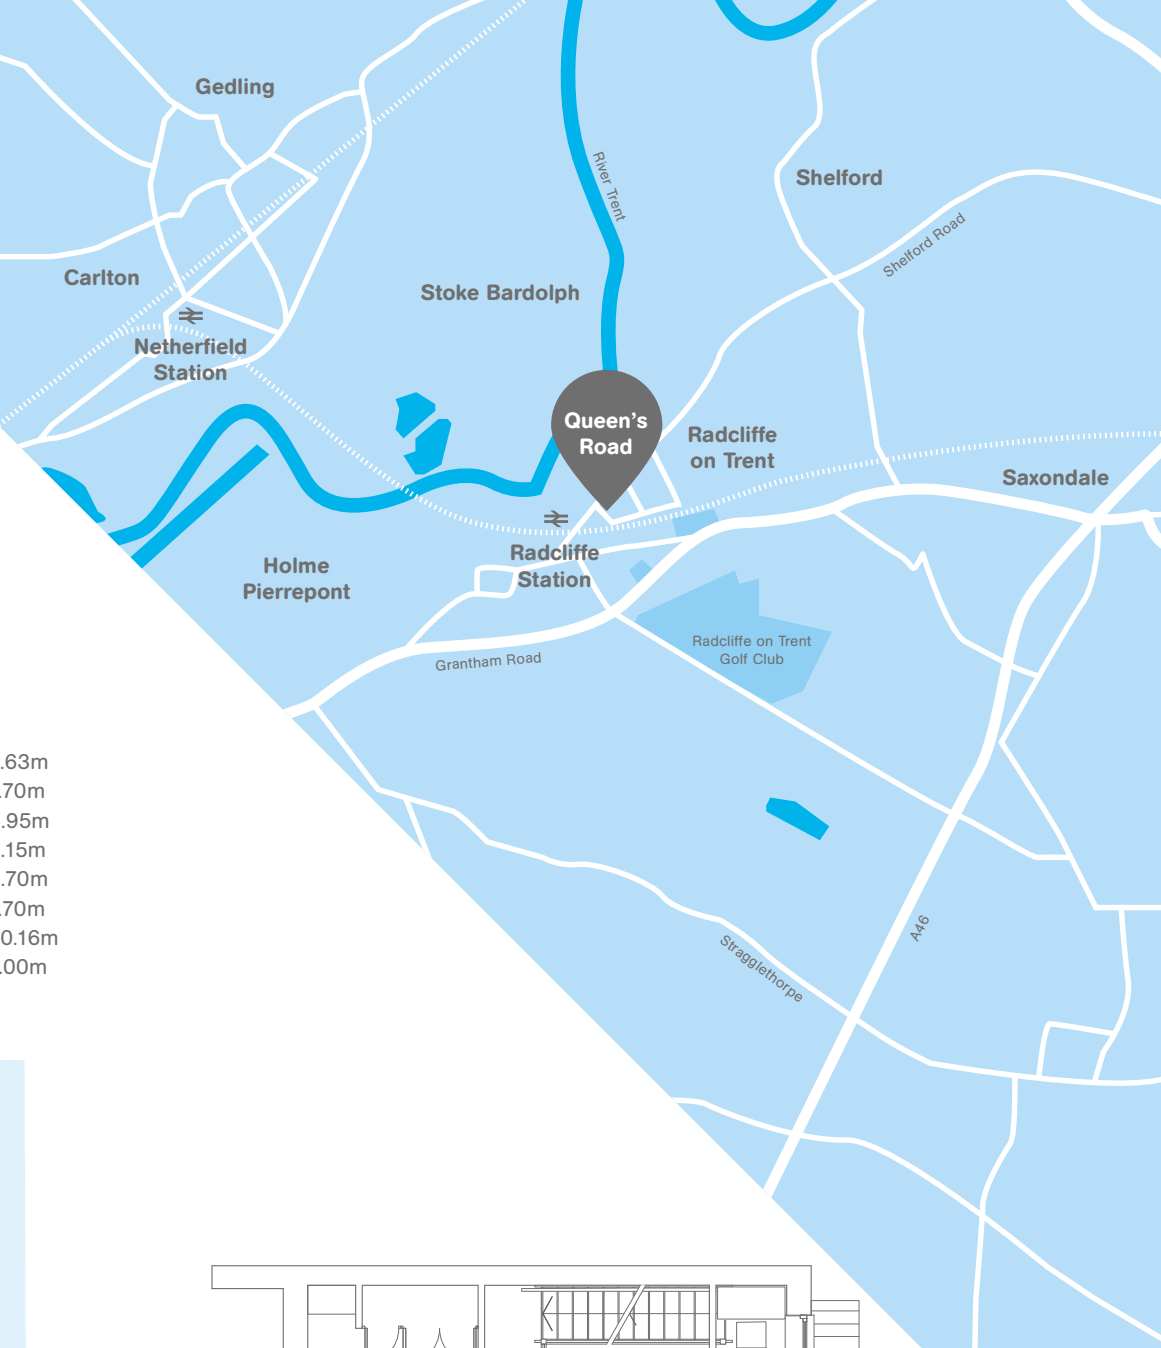 Gedling
River Trent
Shelford
Shelford Road
Carlton
Stoke Bardolph
Netherfield
Station
Queen's
Road
Radcliffe
on Trent
Saxondale
Radcliffe
Station
Holme
Pierrepont
Radcliffe on Trent
Golf Club
Grantham Road
.63m
.70m
.95m
.15m
.70m
.70m
0.16m
.00m
A46
Stragglethorpe